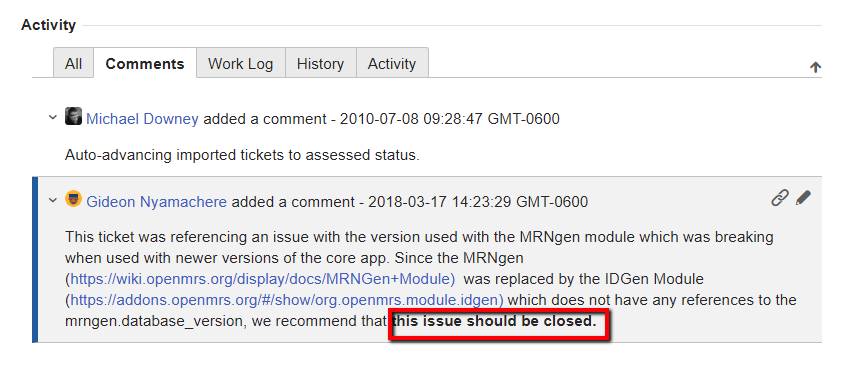 Activity
All Comments Work Log History Activity
Michael Downey added a comment - 2010-07-08 09:28:47 GMT-0600
Auto-advancing imported tickets to assessed status.
Gideon Nyamachere added a comment - 2018-03-17 14:23:29 GMT-0600
This ticket was referencing an issue with the version used with the MRNgen module which was breaking
when used with newer versions of the core app. Since the MRNgen
(https://wiki.openmrs.org/display/docs/MRNGen+Module) was replaced by the IDGen Module
(https://addons.openmrs.org/#/show/org.openmrs.module.idgen) which does not have any references to the
mrngen.database_version, we recommend that this issue should be closed.